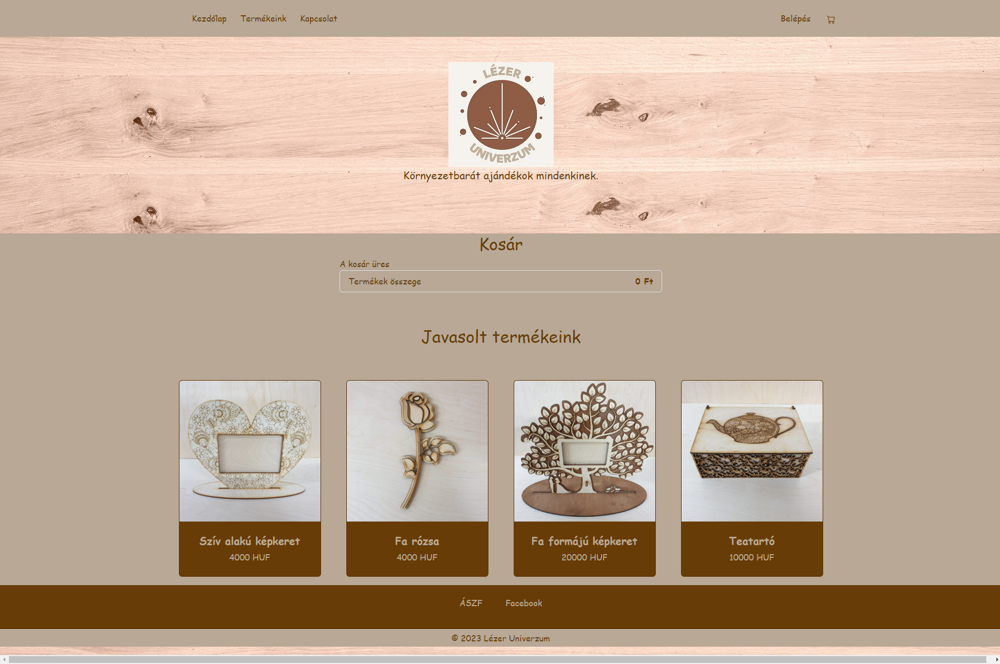 Kezdőlap Termékeink Kapcsolat Belépés
LÉZER
UNIVERZUM
Környezetbarát ajándékok mindenkinek.
Kosár
A kosár üres
Termékek összege 0 Ft
Javasolt termékeink
Szív alakú képkeret
4000 HUF
Fa rózsa
4000 HUF
Fa formájú képkeret
20000 HUF
Teatartó
10000 HUF
ÁSZF Facebook
© 2023 Lézer Univerzum